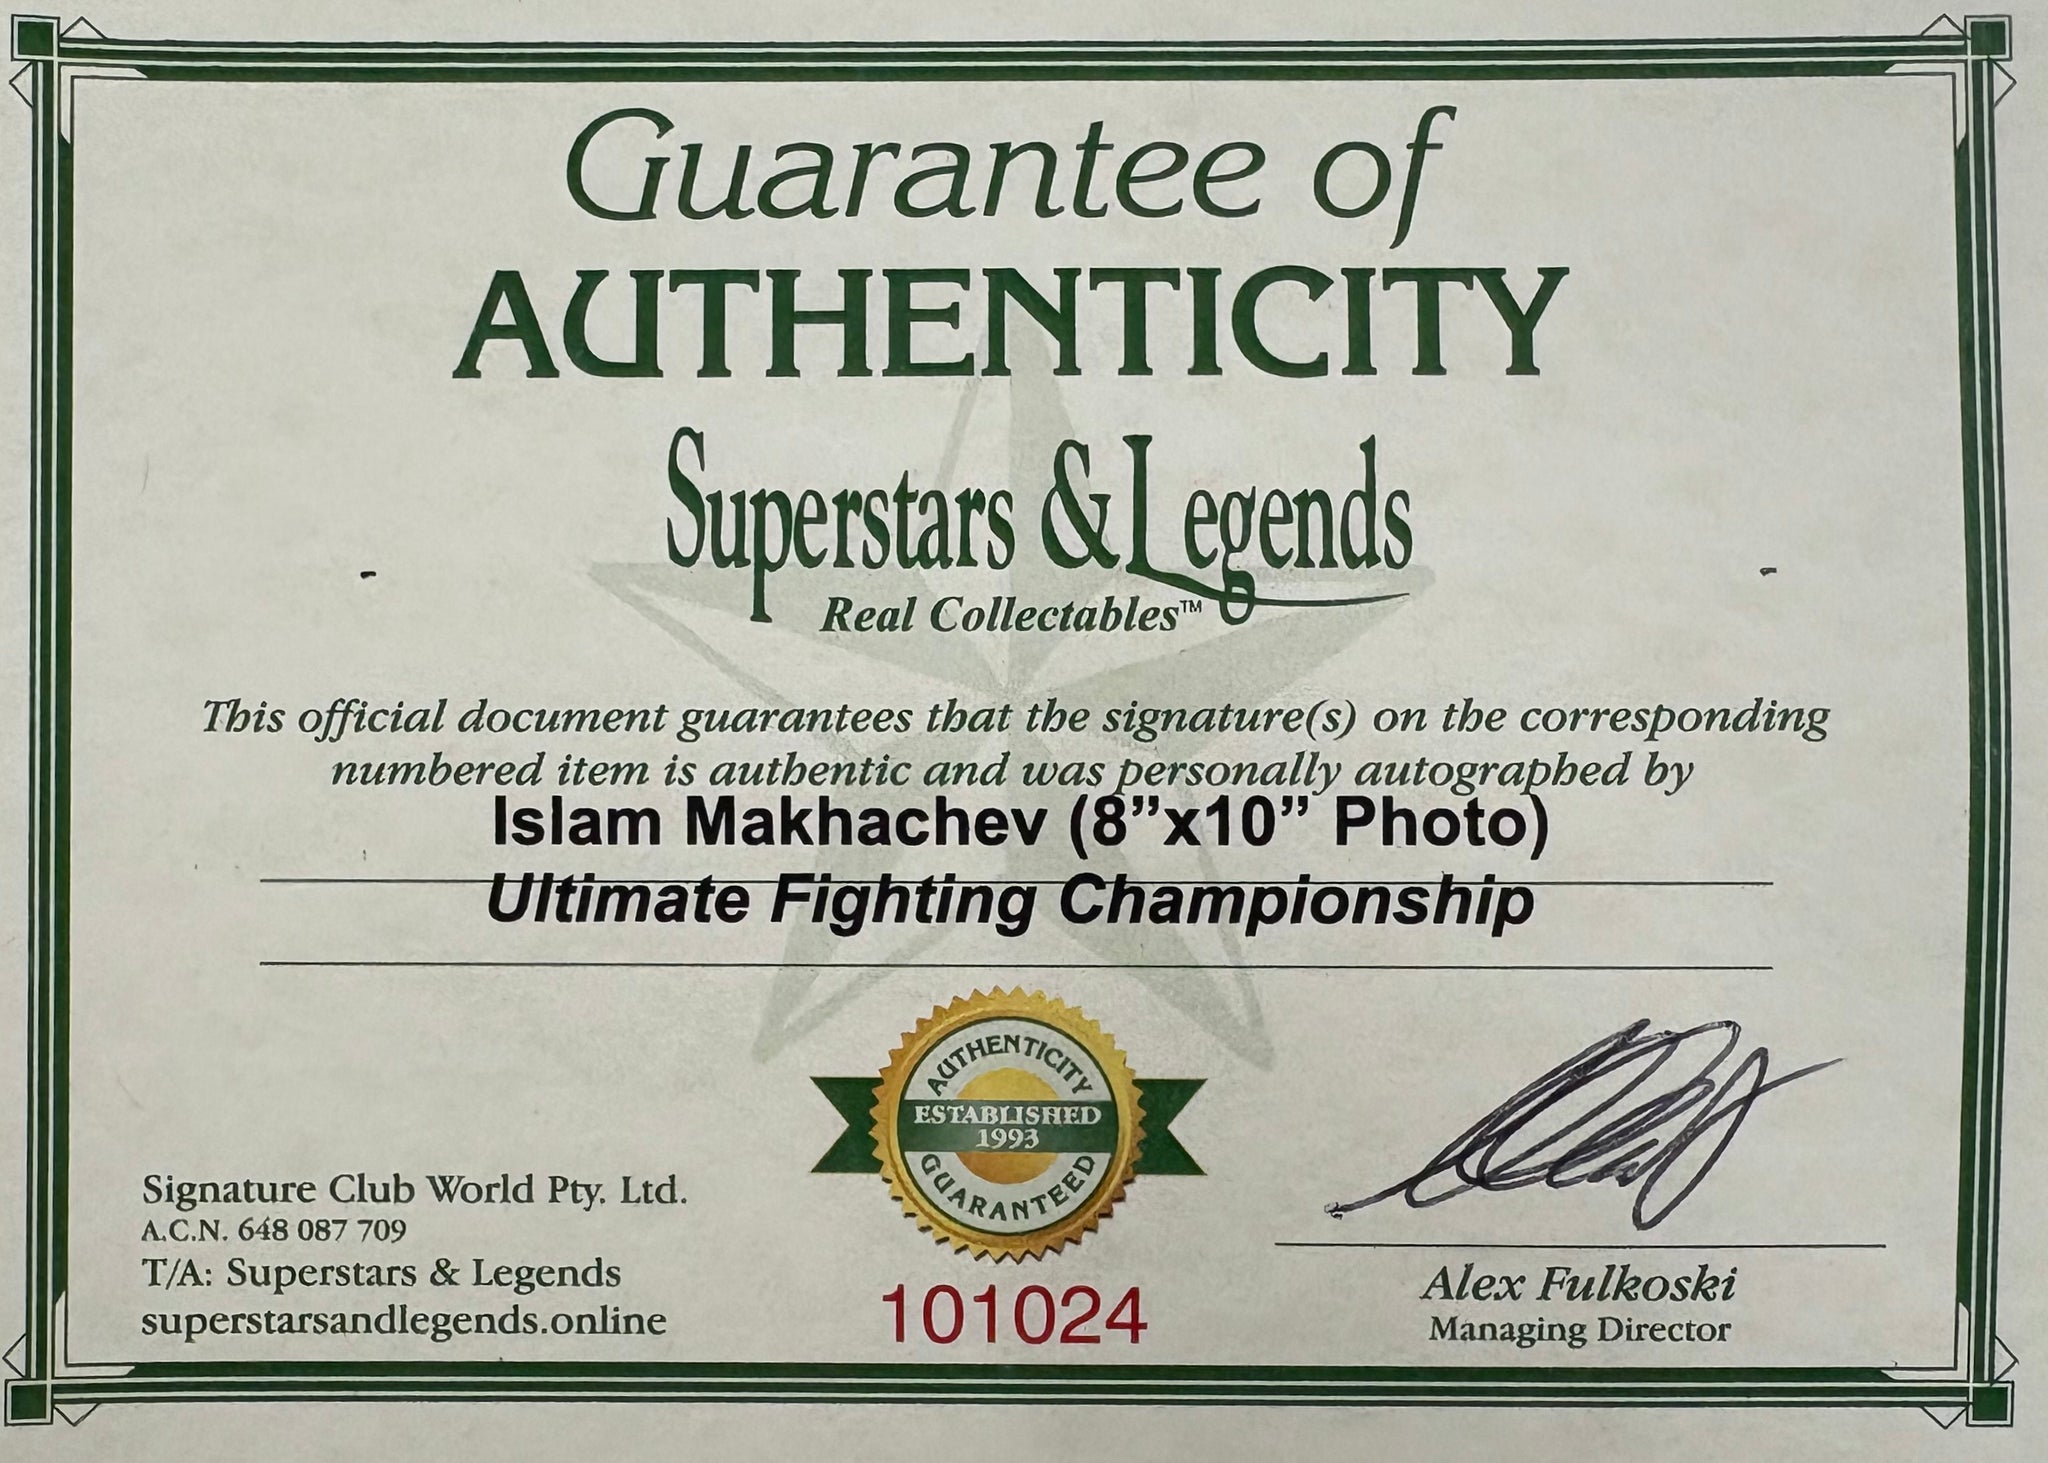 Guarantee of
AUTHENTICITY
Superstars & Legends
Real Collectables™
This official document guarantees that the signature(s) on the corresponding
numbered item is authentic and was personally autographed by
Islam Makhachev (8”x10” Photo)
Ultimate Fighting Championship
AUTHENTICITY
ESTABLISHED
1993
GUARANTEED
101024
Signature Club World Pty. Ltd.
A.C.N. 648 087 709
T/A: Superstars & Legends
superstarsandlegends.online
Alex Fulkoski
Managing Director